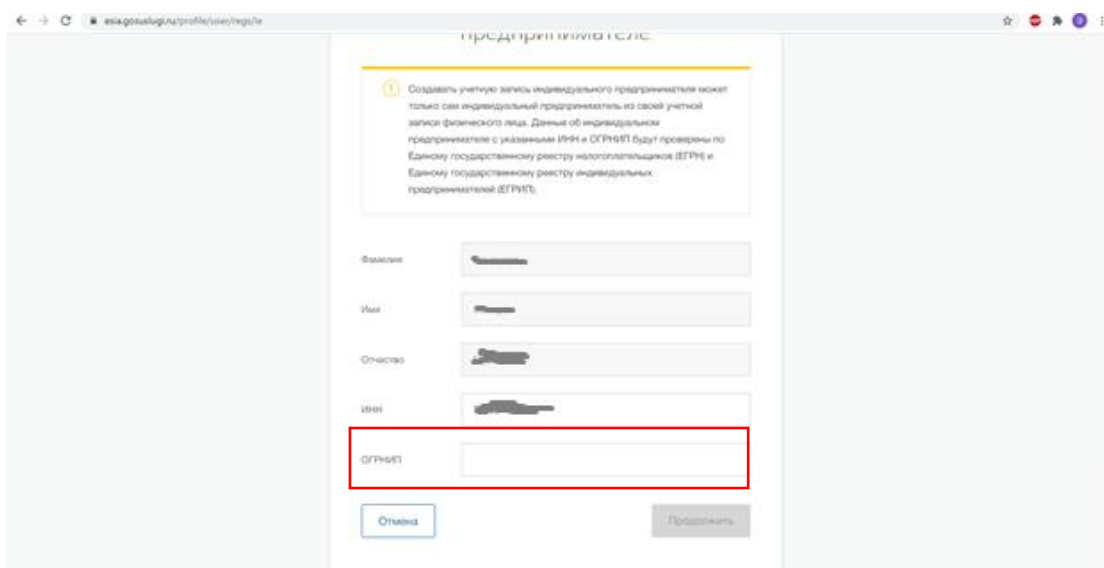 esia.gosuslugi.ru/profile/user/regs/ie
предпринимателе
Создавать учетную запись индивидуального предпринимателя может
только сам индивидуальный предприниматель из своей учетной
записи физического лица. Данные об индивидуальном
предпринимателе с указанными ИНН и ОГРНИП будут проверены по
Единому государственному реестру налогоплательщиков (ЕГРН) и
Единому государственному реестру индивидуальных
предпринимателей (ЕГРИП).
Фамилия
Имя
Отчество
ИНН
ОГРНИП
Отмена
Продолжить